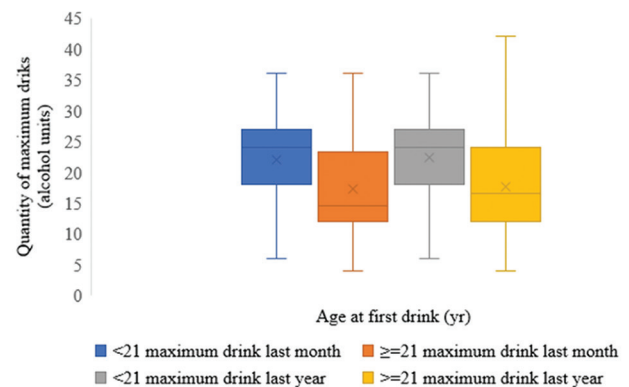 Quantity of maximum driks
(alcohol units)
45
40
35
30
25
20
15
10
5
0
Age at first drink (yr)
<21 maximum drink last month
≥=21 maximum drink last month
<21 maximum drink last year
>=21 maximum drink last year